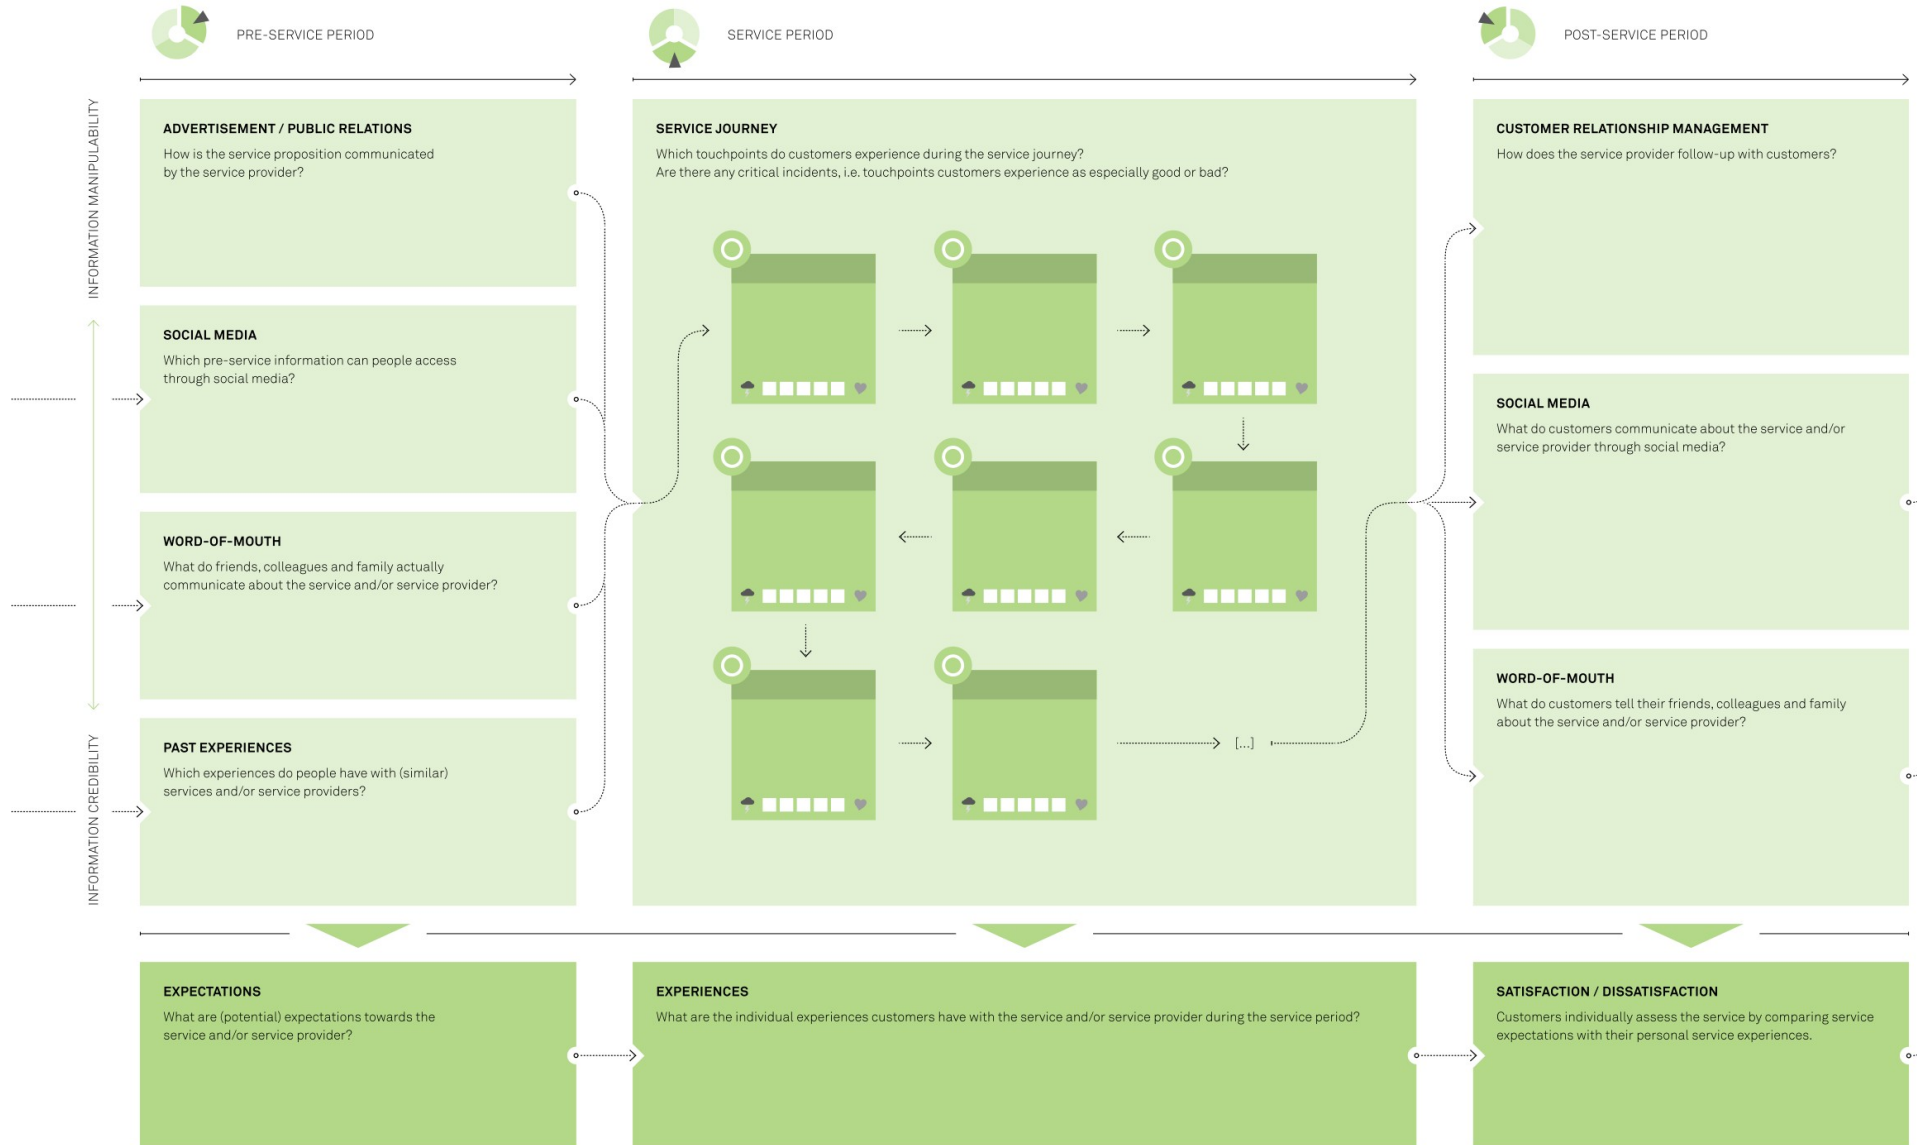 PRE-SERVICE PERIOD
SERVICE PERIOD
POST-SERVICE PERIOD
INFORMATION MANIPULABILITY
INFORMATION CREDIBILITY
ADVERTISEMENT / PUBLIC RELATIONS
How is the service proposition communicated
by the service provider?
SOCIAL MEDIA
Which pre-service information can people access
through social media?
WORD-OF-MOUTH
What do friends, colleagues and family actually
communicate about the service and/or service provider?
PAST EXPERIENCES
Which experiences do people have with (similar)
services and/or service providers?
SERVICE JOURNEY
Which touchpoints do customers experience during the service journey?
Are there any critical incidents, i.e. touchpoints customers experience as especially good or bad?
[...]
CUSTOMER RELATIONSHIP MANAGEMENT
How does the service provider follow-up with customers?
SOCIAL MEDIA
What do customers communicate about the service and/or
service provider through social media?
WORD-OF-MOUTH
What do customers tell their friends, colleagues and family
about the service and/or service provider?
EXPECTATIONS
What are (potential) expectations towards the
service and/or service provider?
EXPERIENCES
What are the individual experiences customers have with the service and/or service provider during the service period?
SATISFACTION / DISSATISFACTION
Customers individually assess the service by comparing service
expectations with their personal service experiences.